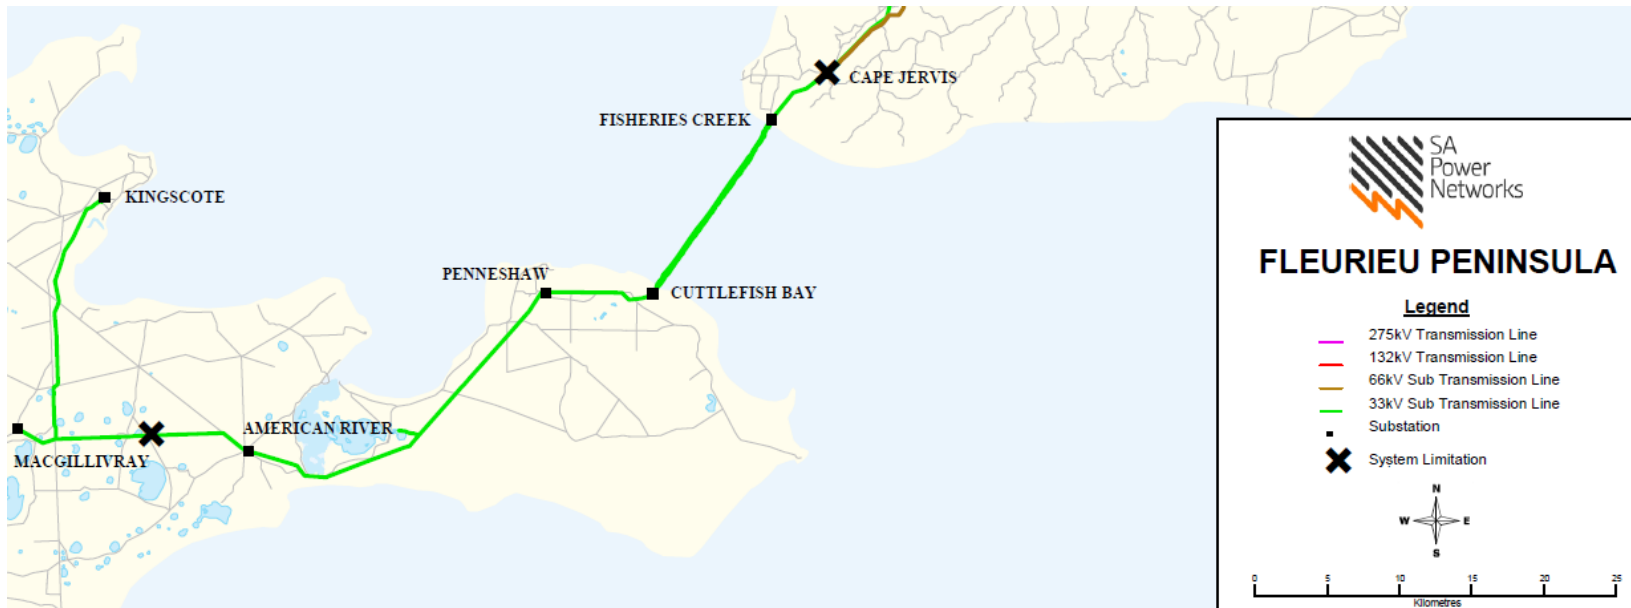 CAPE JERVIS
FISHERIES CREEK
KINGSCOTE
PENNESHAW
CUTTLEFISH BAY
AMERICAN RIVER
MACGILLIVRAY
SA
Power
Networks
FLEURIEU PENINSULA
Legend
275kV Transmission Line
132kV Transmission Line
66kV Sub Transmission Line
33kV Sub Transmission Line
Substation
System Limitation
N
W E
S
0 5 10 15 20 25
Kilometres